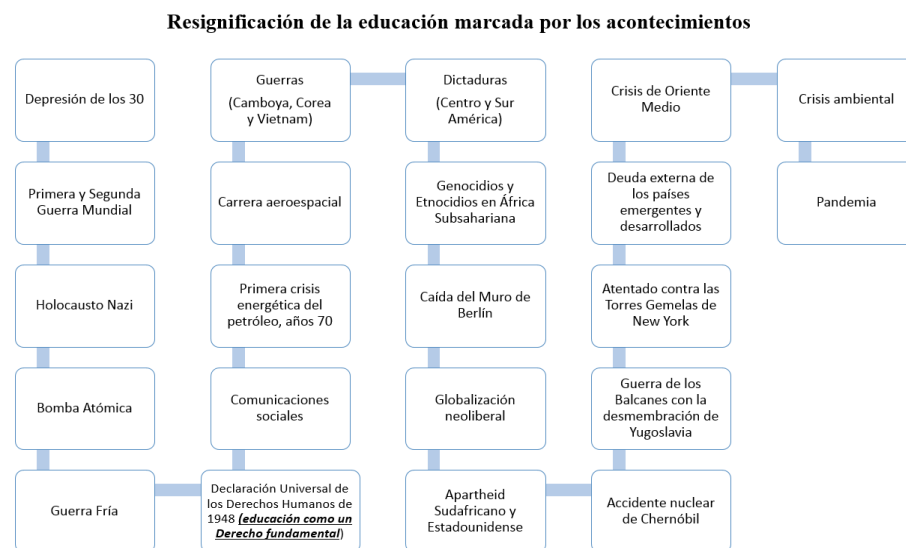 Resignificación de la educación marcada por los acontecimientos
Depresión de los 30
Primera y Segunda
Guerra Mundial
Holocausto Nazi
Bomba Atómica
Guerra Fría
Declaración Universal de
los Derechos Humanos de
1948 (educación como un
Derecho fundamental)
Comunicaciones
sociales
Primera crisis
energética del
petróleo, años 70
Carrera aeroespacial
Guerras
(Camboya, Corea
y Vietnam)
Dictaduras
(Centro y Sur
América)
Genocidios y
Etnocidios en África
Subsahariana
Caída del Muro de
Berlín
Globalización
neoliberal
Apartheid
Sudafricano y
Estadounidense
Accidente nuclear
de Chernóbil
Guerra de los
Balcanes con la
desmembración de
Yugoslavia
Atentado contra las
Torres Gemelas de
New York
Deuda externa de
los países
emergentes y
desarrollados
Crisis de Oriente
Medio
Crisis ambiental
Pandemia